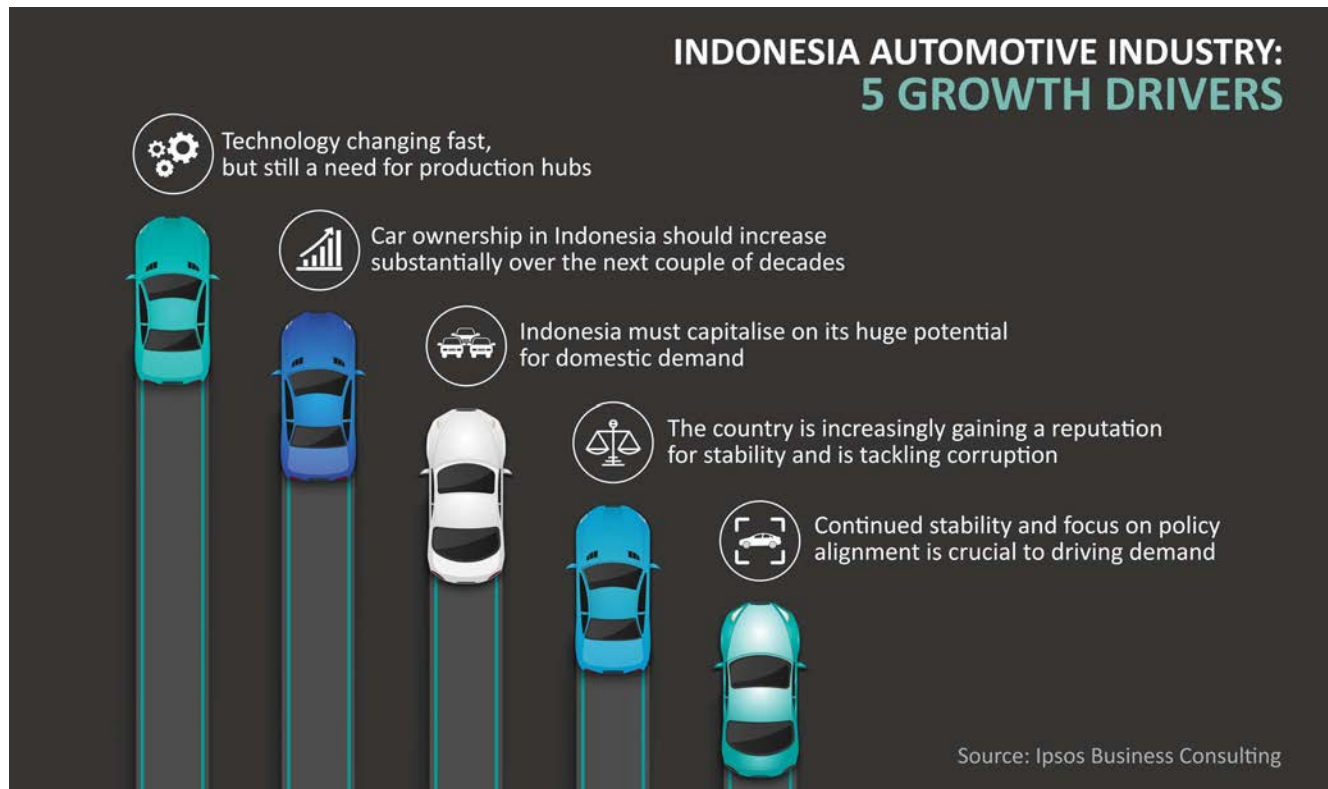 INDONESIA AUTOMOTIVE INDUSTRY:
5 GROWTH DRIVERS
Technology changing fast,
but still a need for production hubs
Car ownership in Indonesia should increase
substantially over the next couple of decades
Indonesia must capitalise on its huge potential
for domestic demand
The country is increasingly gaining a reputation
for stability and is tackling corruption
Continued stability and focus on policy
alignment is crucial to driving demand
Source: Ipsos Business Consulting